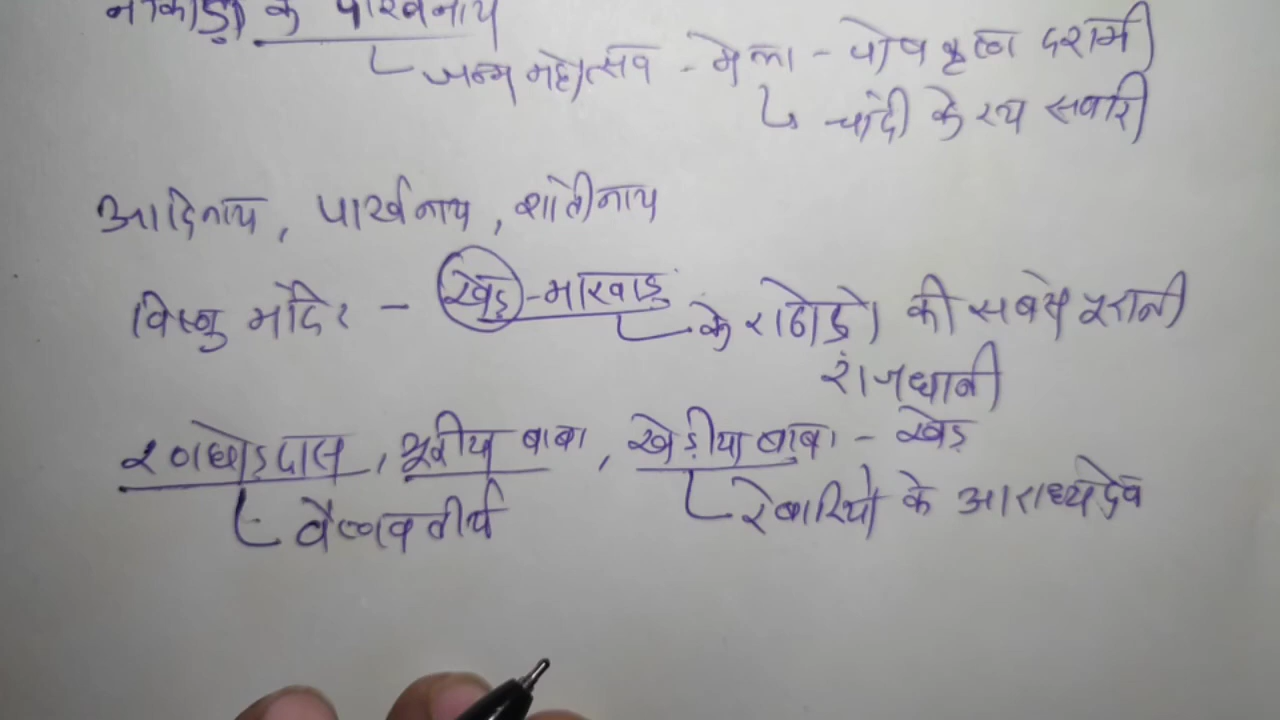 नाकोड़ा के पार्श्वनाथ
जन्म महोत्सव - मेला - पोष कृष्ण दशमी
चांदी के रथ सवारी
आदिनाथ, पार्श्वनाथ, शांतीनाथ
विष्णु मंदिर - खेड़ - मारवाड़
के राठोड़ो की सबसे पुरानी
राजधानी
रणछोड़दास, भूरीया बाबा, खेड़ीया बाबा - खेड़
वैष्णव तीर्थ
रेबारियो के आराध्यदेव